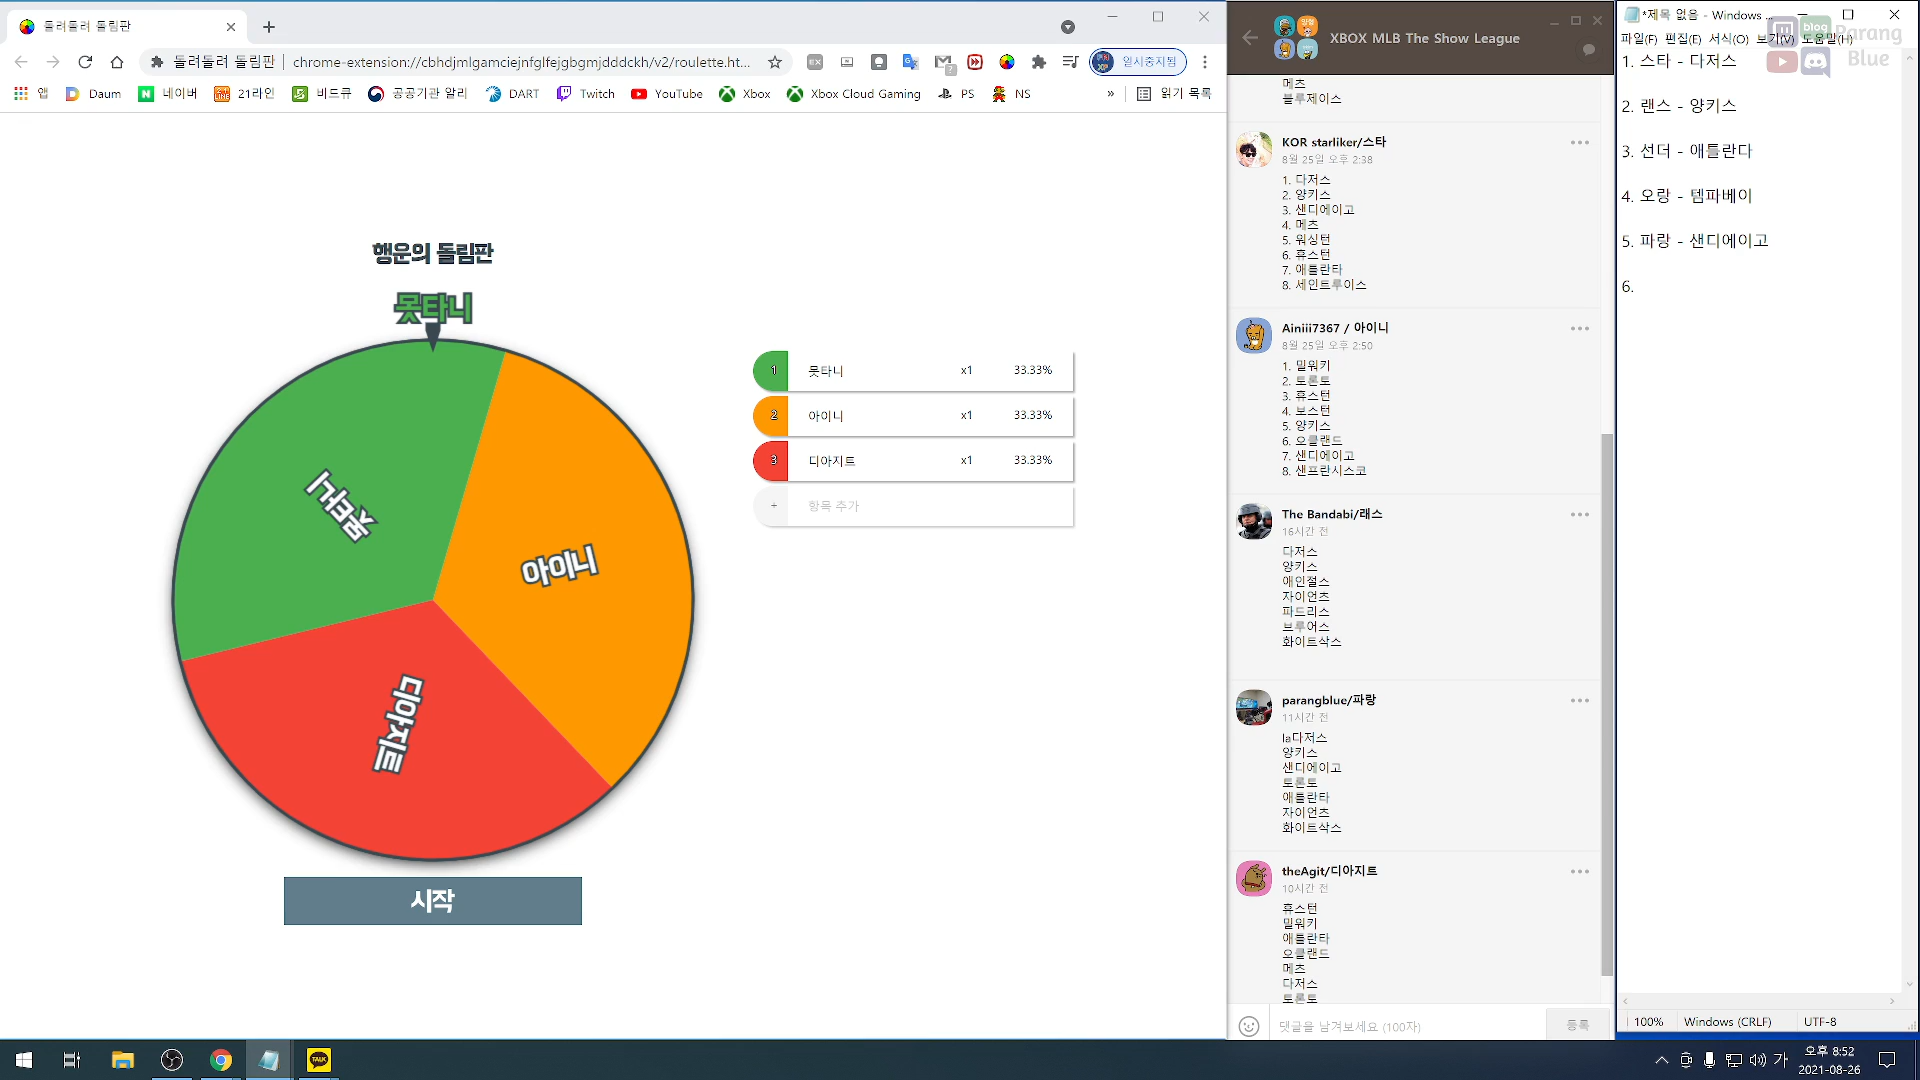 돌려돌려 돌림판
돌려돌려 돌림판 chrome-extension://cbhdjmlgamciejnfglfejgbgmjdddckh/v2/roulette.ht...
일시중지됨
앱 Daum 네이버 21라인 비드큐 공공기관 알리 DART Twitch YouTube Xbox Xbox Cloud Gaming PS NS » 읽기 목록
행운의 돌림판
못타니
못타니
아이니
디아지트
시작
1 못타니 x1 33.33%
2 아이니 x1 33.33%
3 디아지트 x1 33.33%
+ 항목 추가
XBOX MLB The Show League
메츠
블루제이스
KOR starliker/스타
8월 25일 오후 2:38
1. 다저스
2. 양키스
3. 샌디에이고
4. 메츠
5. 워싱턴
6. 휴스턴
7. 애틀란타
8. 세인트루이스
Ainiii7367 / 아이니
8월 25일 오후 2:50
1. 밀워키
2. 토론토
3. 휴스턴
4. 보스턴
5. 양키스
6. 오클랜드
7. 샌디에이고
8. 샌프란시스코
The Bandabi/래스
16시간 전
다저스
양키스
애인절스
자이언츠
파드리스
브루어스
화이트삭스
parangblue/파랑
11시간 전
la다저스
양키스
샌디에이고
토론토
애틀란타
자이언츠
화이트삭스
theAgit/디아지트
10시간 전
휴스턴
밀워키
애틀란타
오클랜드
메츠
다저스
토론토
댓글을 남겨보세요 (100자)
등록
*제목 없음 - Windows ...
파일(F) 편집(E) 서식(O) 보기(V) 도움말(H)
blog Parang
Blue
1. 스타 - 다저스
2. 랜스 - 양키스
3. 선더 - 애틀란다
4. 오랑 - 템파베이
5. 파랑 - 샌디에이고
6.
100% Windows (CRLF) UTF-8
TALK
가
오후 8:52
2021-08-26